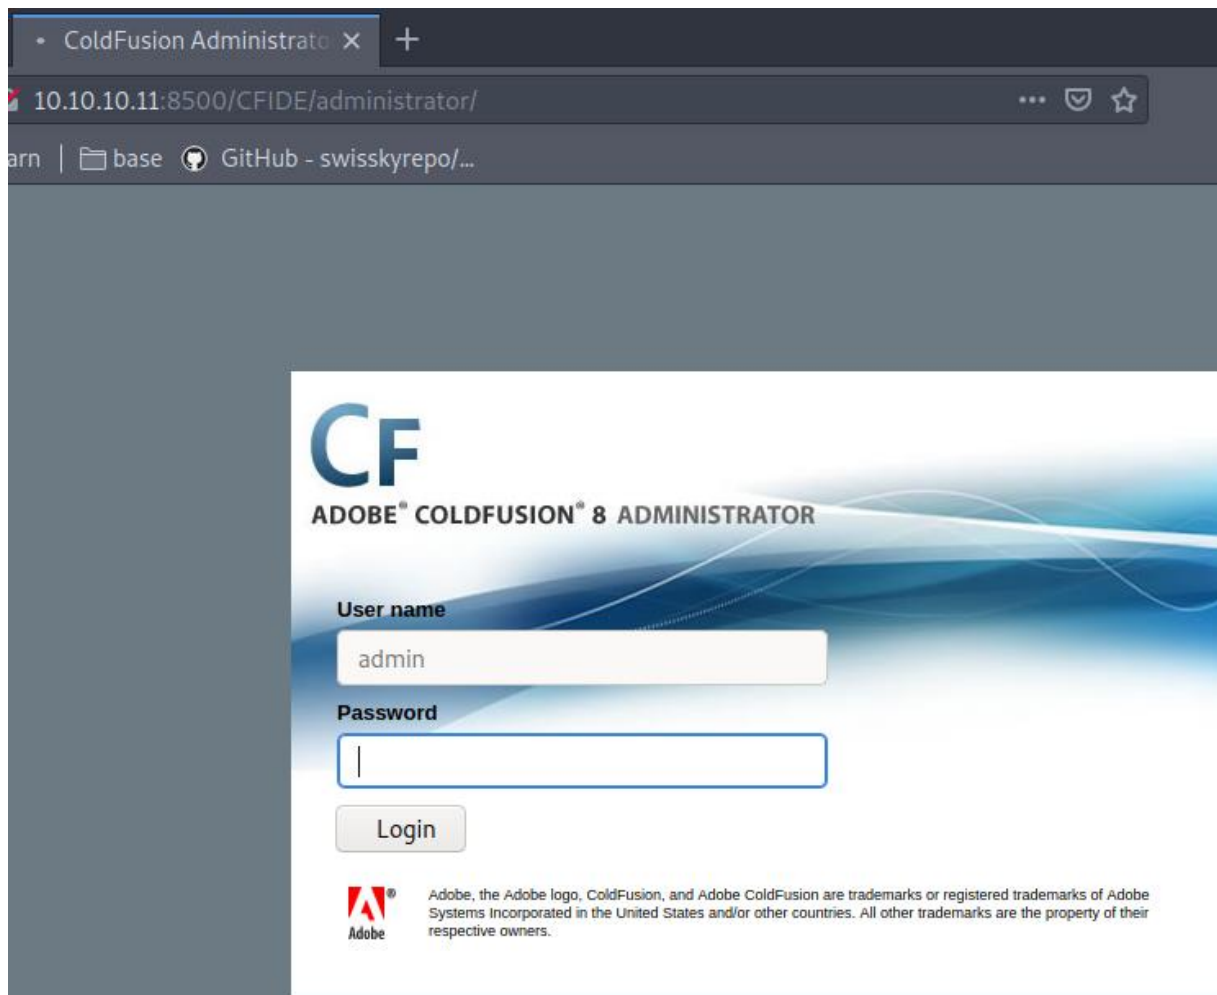 ColdFusion Administrato
10.10.10.11:8500/CFIDE/administrator/
arn base GitHub - swisskyrepo/...
CF
ADOBE® COLDFUSION® 8 ADMINISTRATOR
User name
admin
Password
Login
Adobe, the Adobe logo, ColdFusion, and Adobe ColdFusion are trademarks or registered trademarks of Adobe
Systems Incorporated in the United States and/or other countries. All other trademarks are the property of their
respective owners.
®
Adobe